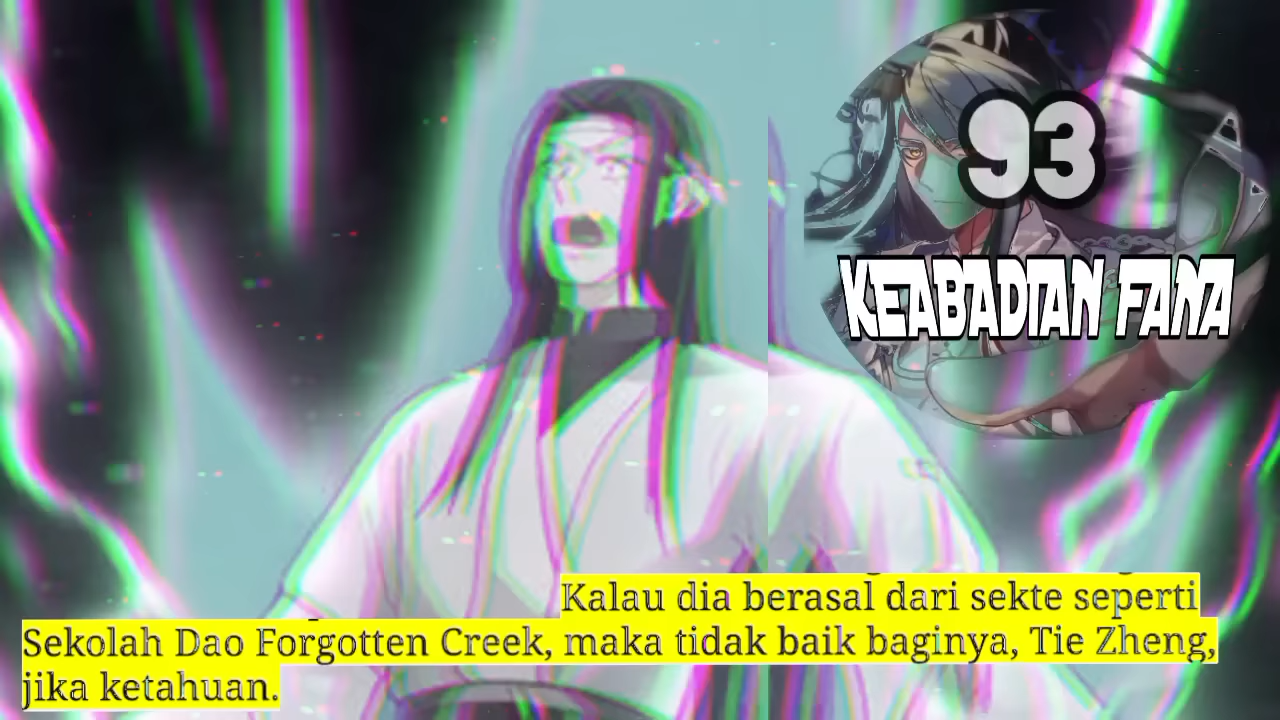 93
KEABADIAN FANA
Kalau dia berasal dari sekte seperti
Sekolah Dao Forgotten Creek, maka tidak baik baginya, Tie Zheng,
jika ketahuan.